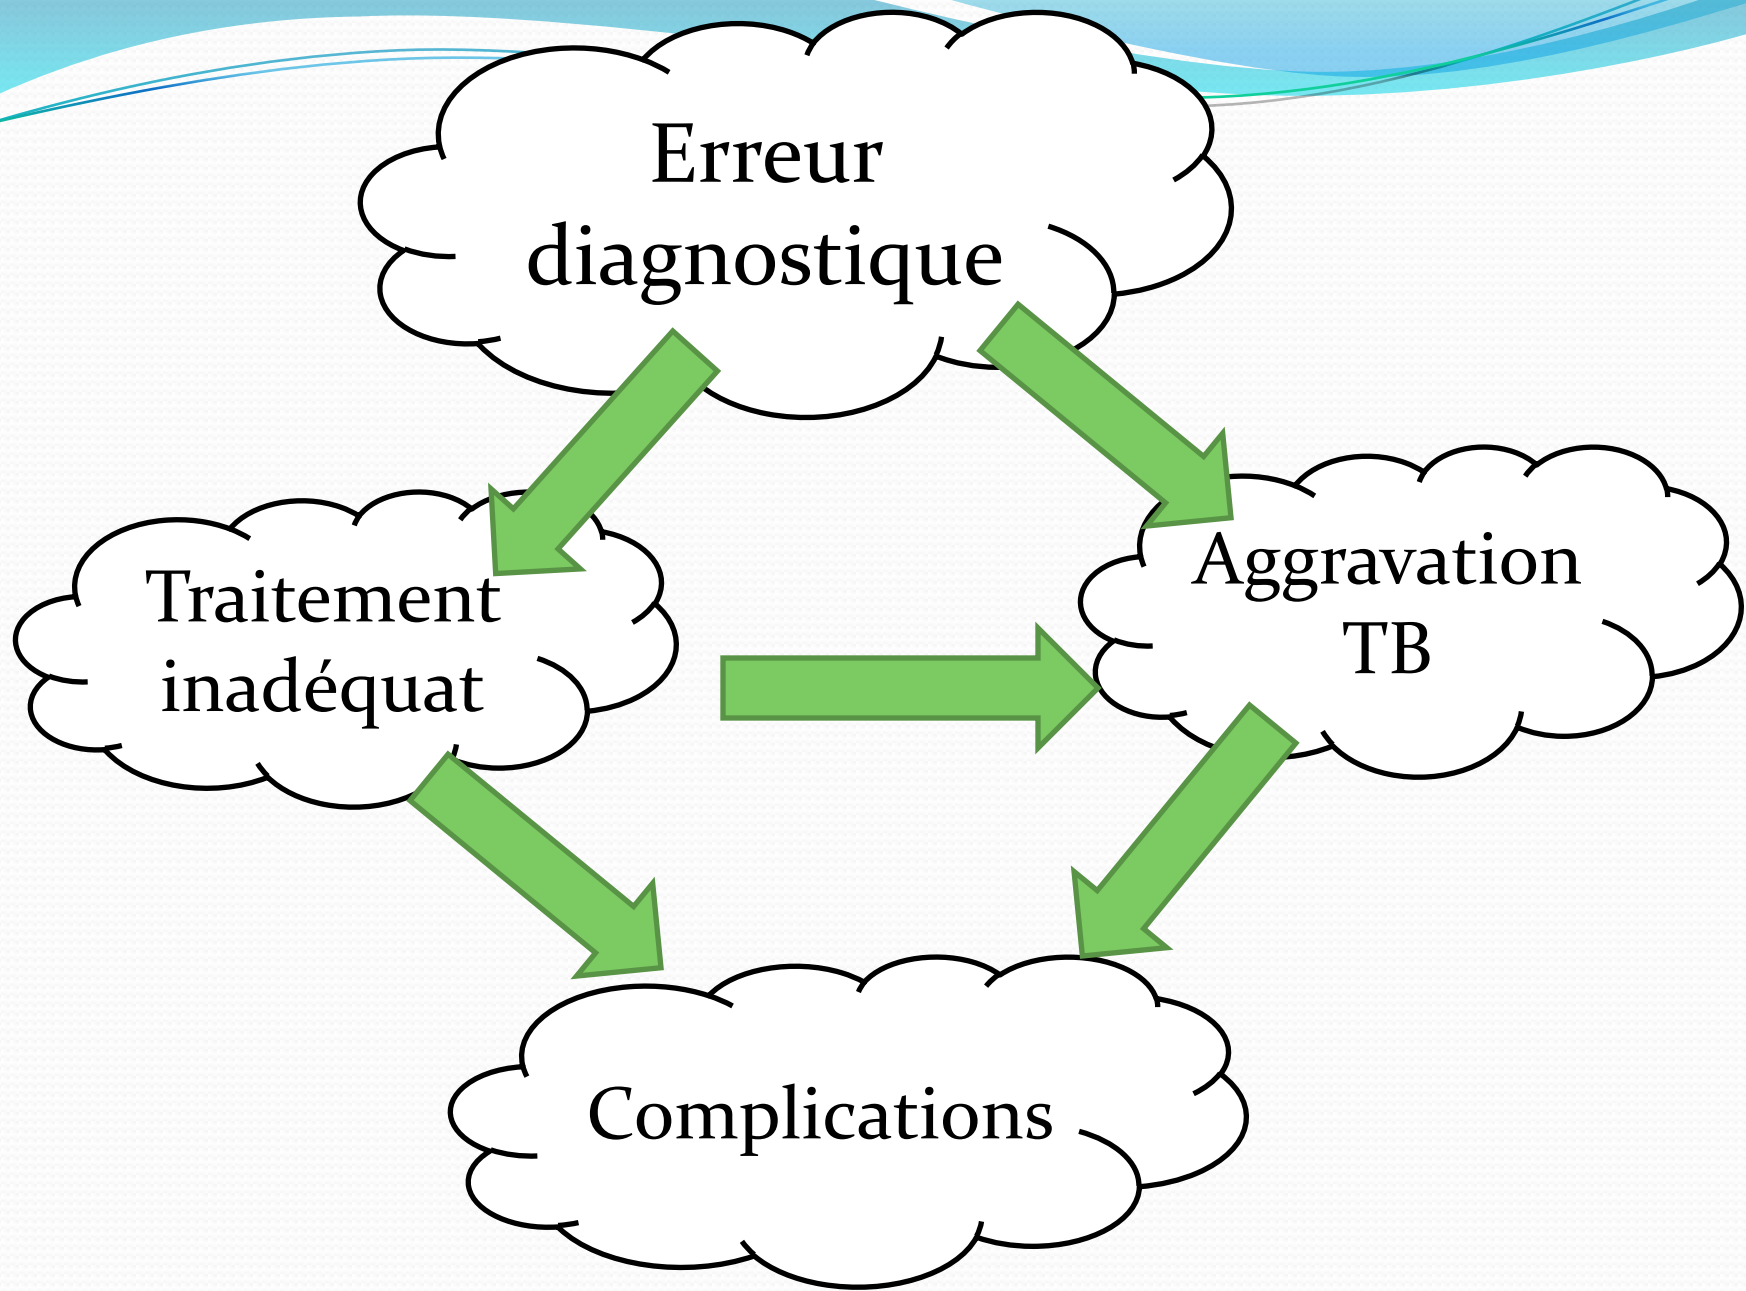 Erreur
diagnostique
Traitement
inadéquat
Aggravation
TB
Complications